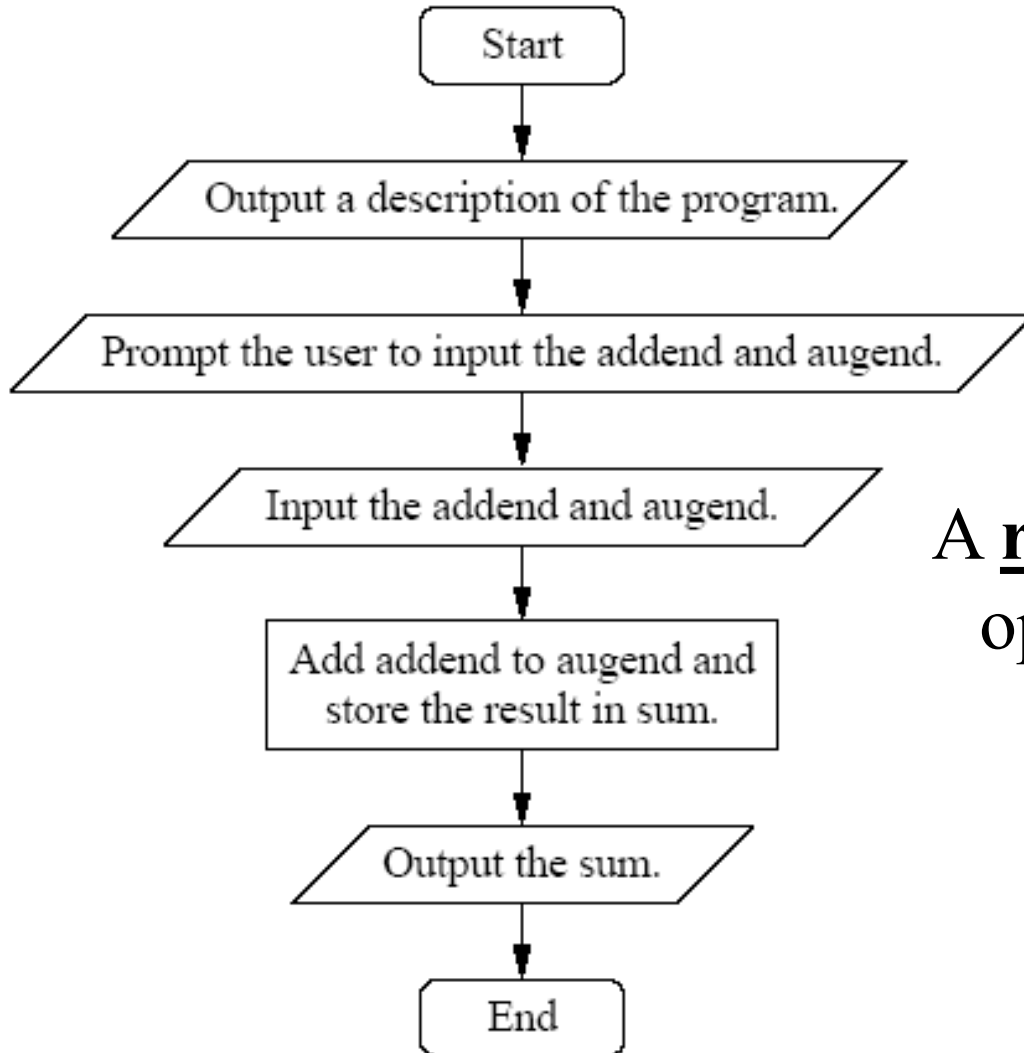 Start
Output a description of the program.
Prompt the user to input the addend and augend.
Input the addend and augend.
A
Add addend to augend and
store the result in sum.
Output the sum.
End